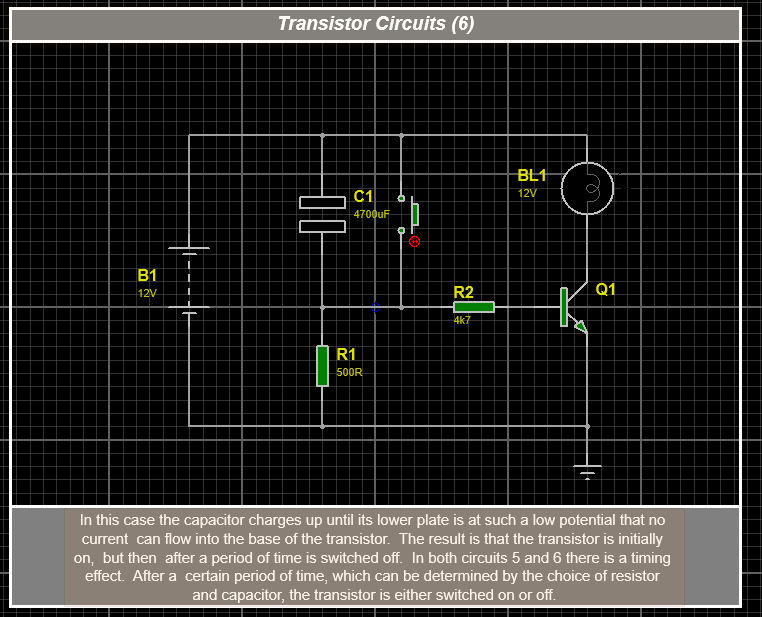 Transistor Circuits (6)
BL1
12V
C1
4700uF
B1
12V
R2
4k7
Q1
R1
500R
In this case the capacitor charges up until its lower plate is at such a low potential that no
current can flow into the base of the transistor. The result is that the transistor is initially
on, but then after a period of time is switched off. In both circuits 5 and 6 there is a timing
effect. After a certain period of time, which can be determined by the choice of resistor
and capacitor, the transistor is either switched on or off.